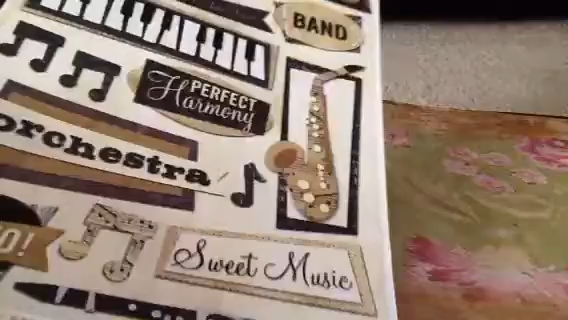 BAND
PERFECT
Harmony
orchestra
O!
Sweet Music